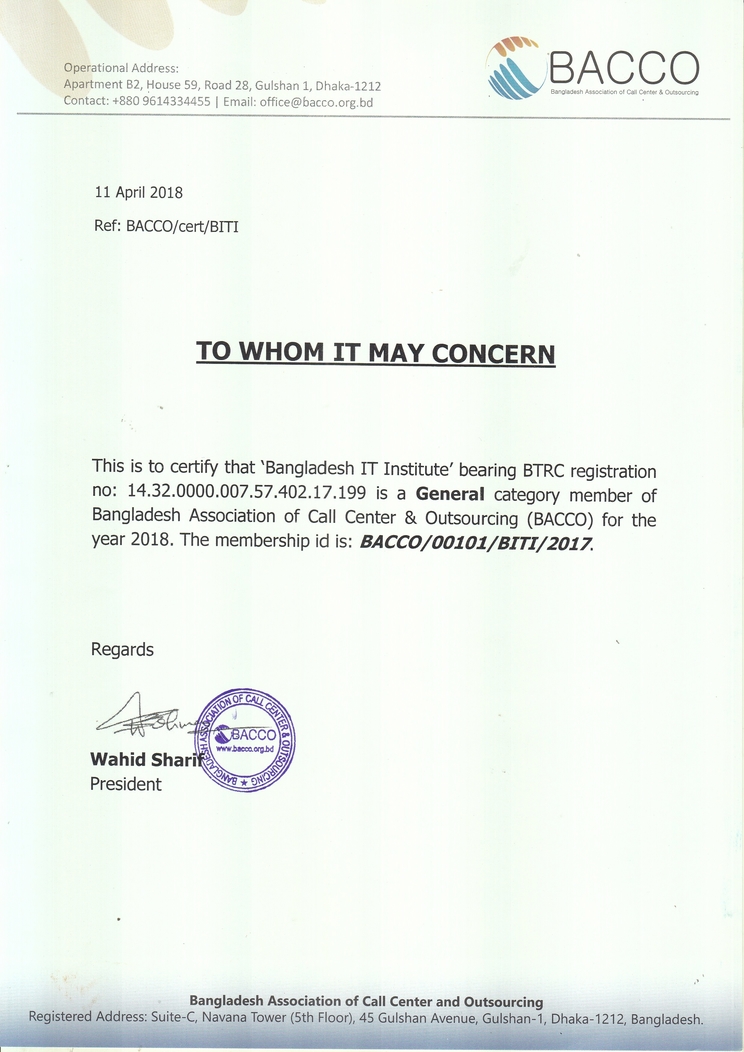 Operational Address:
Apartment B2, House 59, Road 28, Gulshan 1, Dhaka-1212
Contact: +880 9614334455 | Email: office@bacco.org.bd
BACCO
Bangladesh Association of Call Center & Outsourcing
11 April 2018
Ref: BACCO/cert/BITI
TO WHOM IT MAY CONCERN
This is to certify that ‘Bangladesh IT Institute’ bearing BTRC registration
no: 14.32.0000.007.57.402.17.199 is a General category member of
Bangladesh Association of Call Center & Outsourcing (BACCO) for the
year 2018. The membership id is: BACCO/00101/BITI/2017.
Regards
BANGLADESH ASSOCIATION OF CALL CENTER & OUTSOURCING
BACCO
www.bacco.org.bd
Wahid Sharif
President
Bangladesh Association of Call Center and Outsourcing
Registered Address: Suite-C, Navana Tower (5th Floor), 45 Gulshan Avenue, Gulshan-1, Dhaka-1212, Bangladesh.